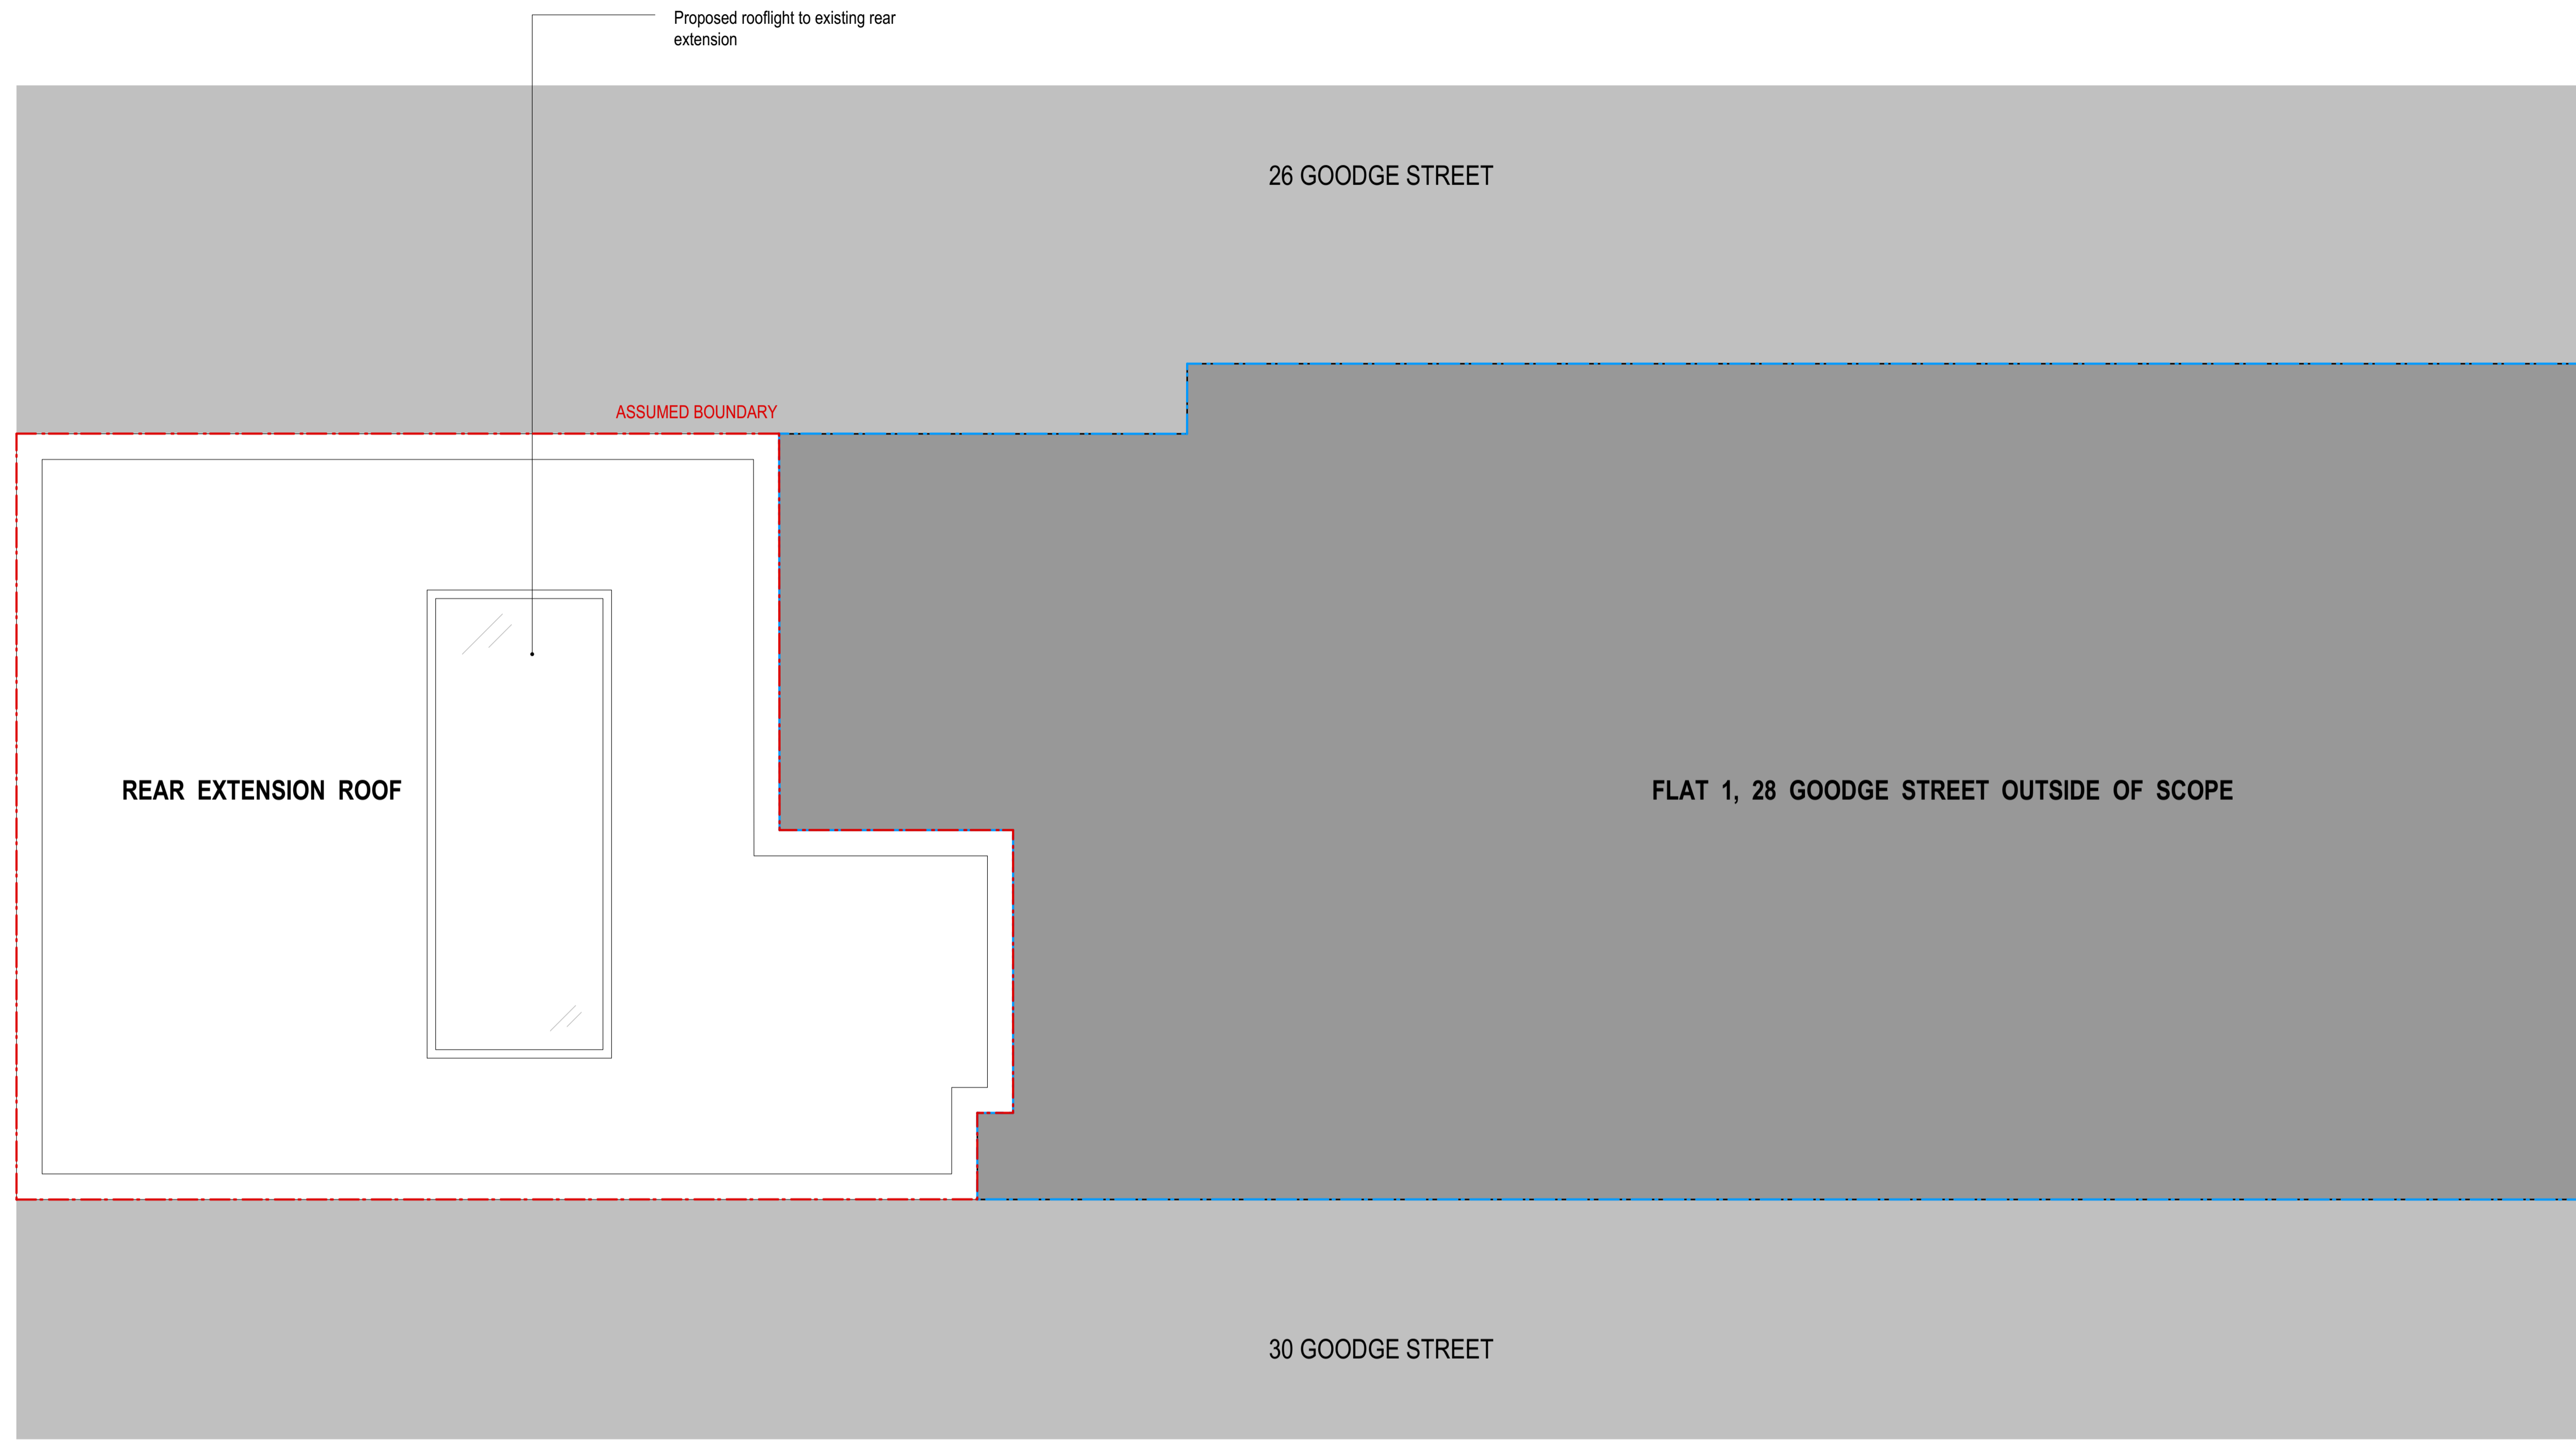 Proposed rooflight to existing rear
extension
26 GOODGE STREET
ASSUMED BOUNDARY
REAR EXTENSION ROOF
FLAT 1, 28 GOODGE STREET OUTSIDE OF SCOPE
30 GOODGE STREET